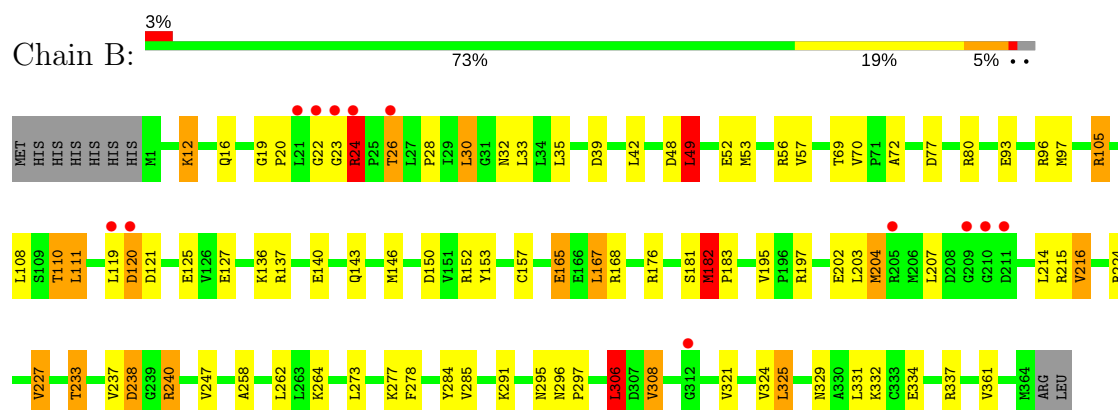 3%
Chain B:
73% 19% 5% • •
MET HIS HIS HIS HIS HIS HIS M1 K12 Q16 G19 P20 L21 G22 G23 R24 P25 T26 L27 P28 I29 L30 G31 N32 L33 L34 L35 D39 L42 D48 L49 E52 M53 R56 V57 T69 V70 P71 A72 D77 R80 E93 R96 M97 R105
L108 S109 T110 L111 L119 D120 D121 E125 V126 E127 K136 R137 E140 Q143 M146 D150 V151 R152 Y153 C157 E165 E166 L167 R168 R176 S181 M182 P183 V195 P196 R197 E202 L203 M204 R205 M206 L207 D208 G209 G210 D211 L214 R215 V216
V227 T233 V237 D238 G239 R240 V247 A258 L262 L263 K264 L273 K277 F278 Y284 V285 K291 N295 N296 P297 L306 D307 V308 G312 V321 V324 L325 N329 A330 L331 K332 C333 E334 R337 V361 M364 ARG LEU